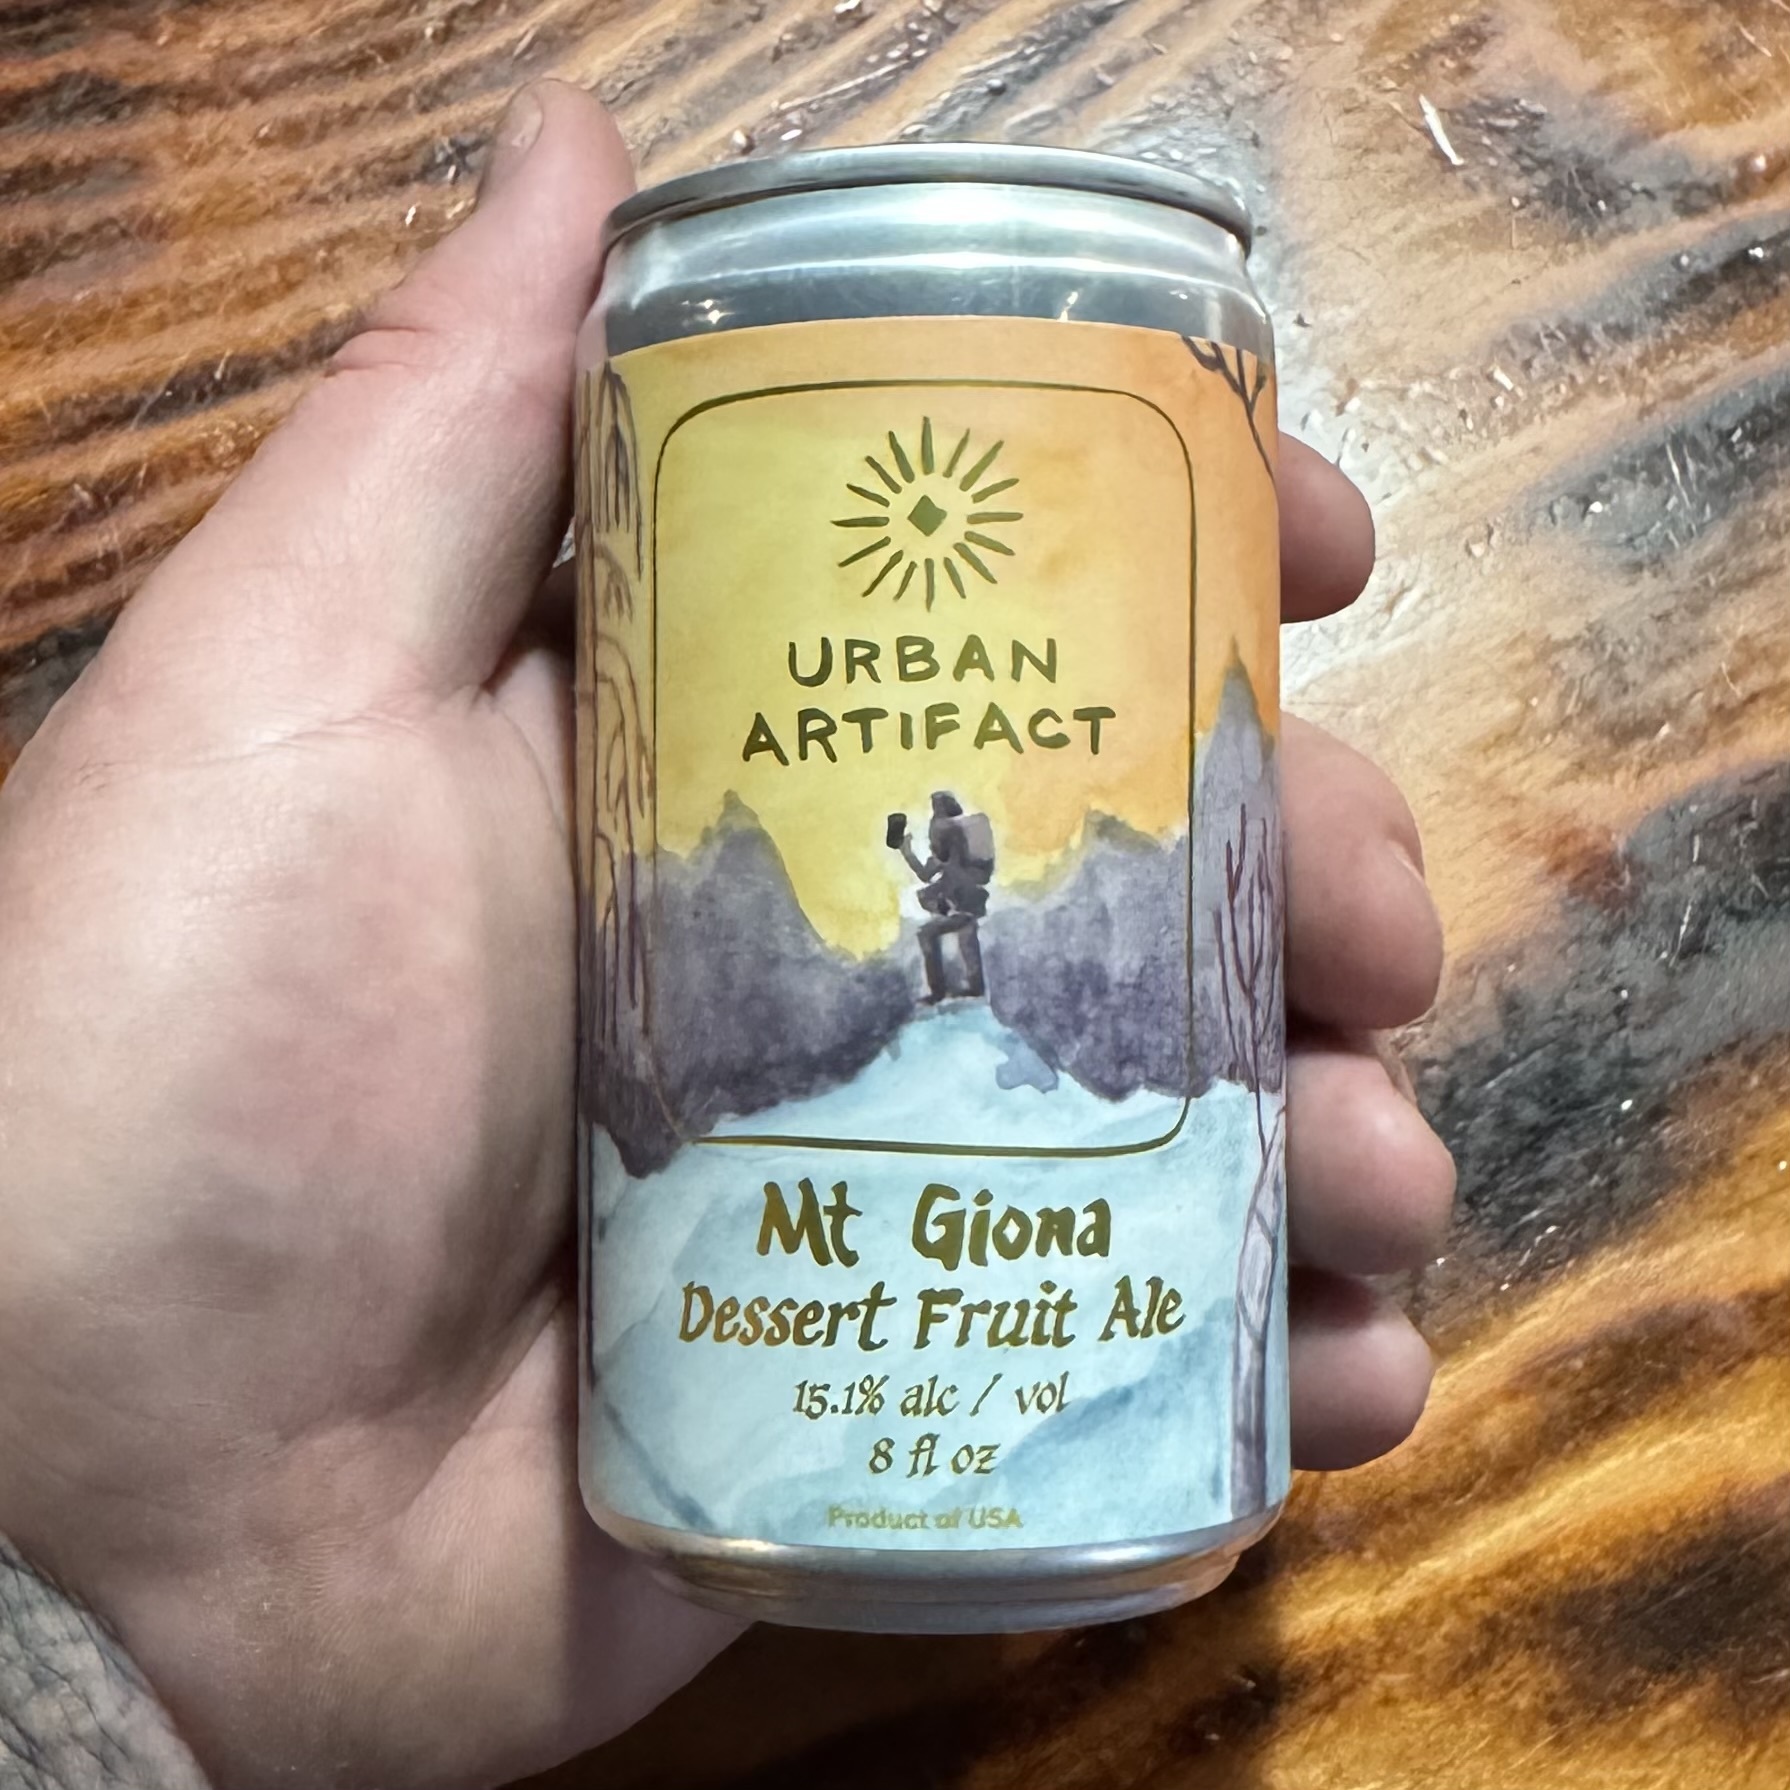 URBAN
ARTIFACT
Mt Giona
Dessert Fruit Ale
15.1% alc / vol
8 fl oz
Product of USA